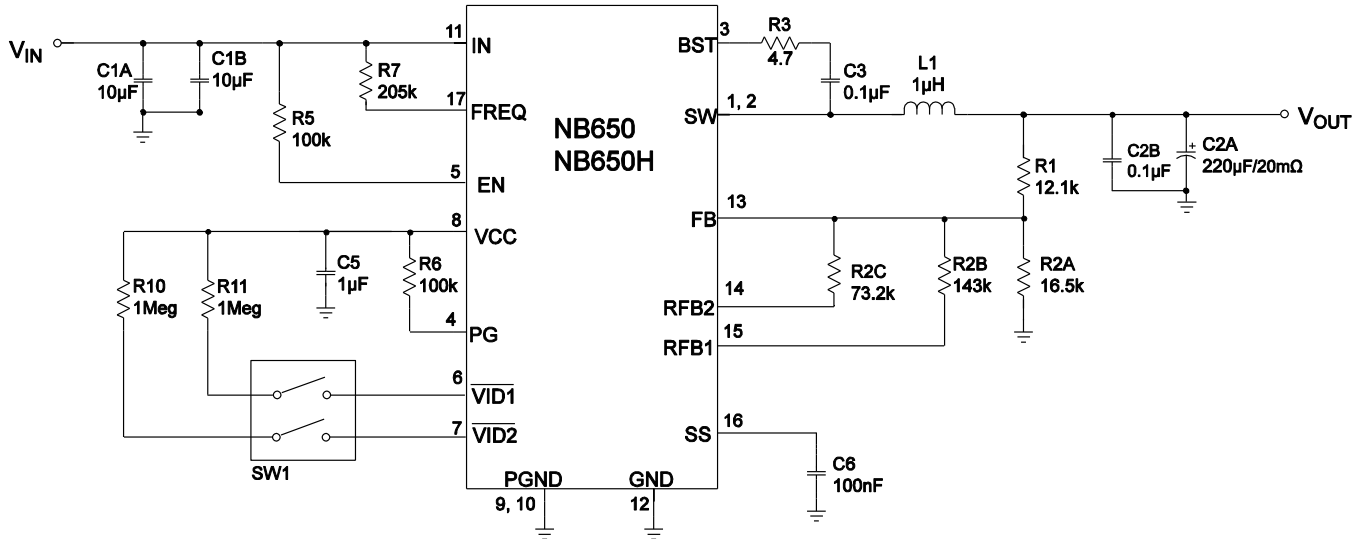 V_IN
C1A
10µF
C1B
10µF
R5
100k
R7
205k
11
IN
17
FREQ
5
EN
8
VCC
R10
1Meg
R11
1Meg
C5
1µF
R6
100k
4
PG
6
VID1
7
VID2
SW1
NB650
NB650H
PGND
9, 10
GND
12
3
BST
R3
4.7
C3
0.1µF
1, 2
SW
L1
1µH
V_OUT
R1
12.1k
C2B
0.1µF
+
C2A
220µF/20mΩ
13
FB
R2C
73.2k
R2B
143k
R2A
16.5k
14
RFB2
15
RFB1
16
SS
C6
100nF